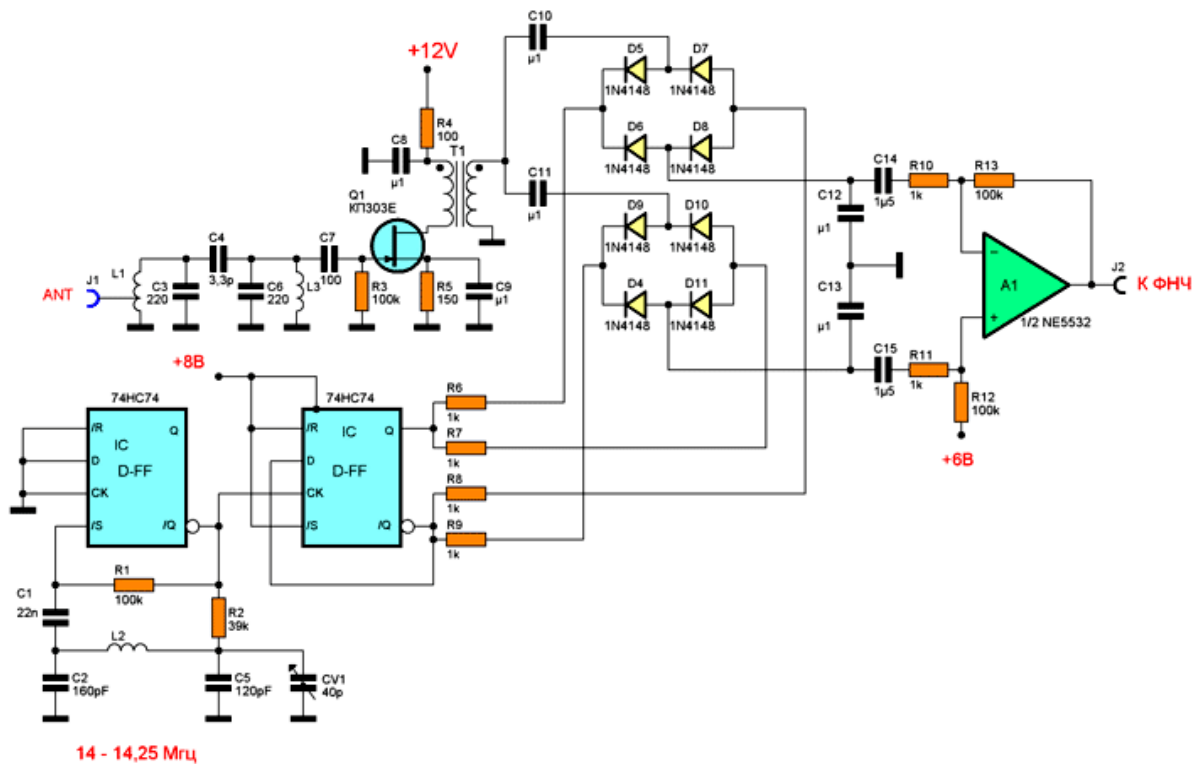 C10
µ1
+12V
D5
D7
1N4148
1N4148
R4
100
C8
µ1
T1
D6
D8
1N4148
1N4148
C11
µ1
Q1
КП303Е
C14
1µ5
R10
1k
R13
100k
C12
µ1
D9
D10
1N4148
1N4148
C4
3,3p
C7
100
L1
J1
ANT
C3
220
C6
220
L3
R3
100k
R5
150
C9
µ1
D4
D11
1N4148
1N4148
C13
µ1
−
A1
+
1/2 NE5532
J2
К ФНЧ
C15
1µ5
R11
1k
R12
100k
+6В
+8В
74HC74
/R
Q
IC
D
D-FF
CK
/S
/Q
74HC74
/R
IC
Q
D
D-FF
CK
/S
/Q
R6
1k
R7
1k
R8
1k
R9
1k
R1
100k
C1
22n
R2
39k
L2
C2
160pF
C5
120pF
CV1
40p
14 - 14,25 Мгц